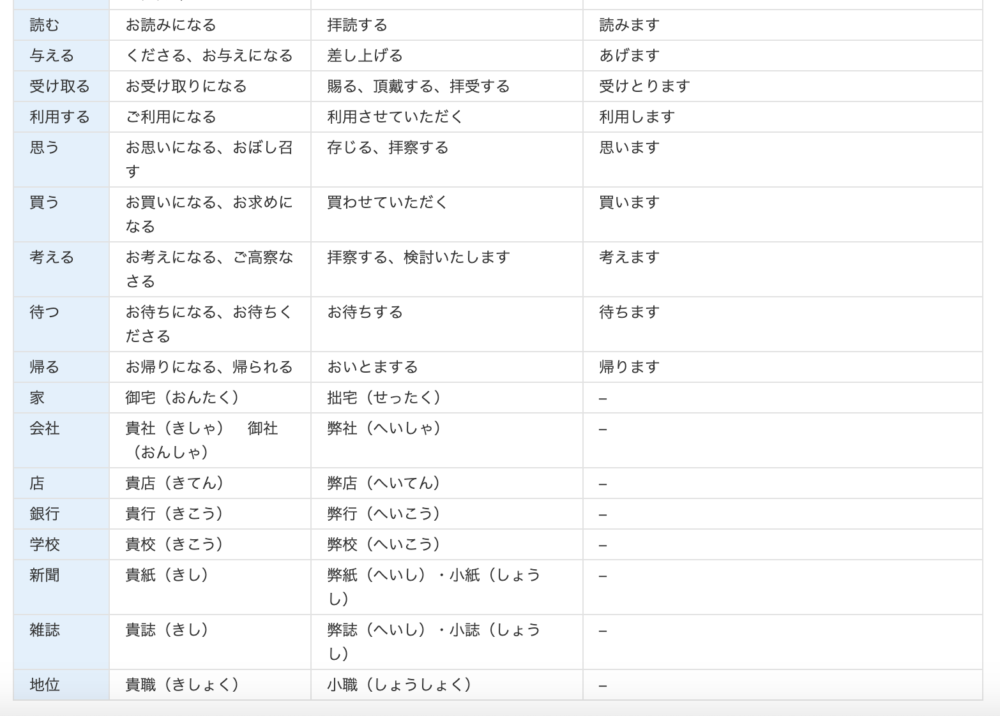 読む お読みになる 拝読する 読みます
与える くださる、お与えになる 差し上げる あげます
受け取る お受け取りになる 賜る、頂戴する、拝受する 受けとります
利用する ご利用になる 利用させていただく 利用します
思う お思いになる、おぼし召 存じる、拝察する 思います
す
買う お買いになる、お求めに 買わせていただく 買います
なる
考える お考えになる、ご高察な 拝察する、検討いたします 考えます
さる
待つ お待ちになる、お待ちく お待ちする 待ちます
ださる
帰る お帰りになる、帰られる おいとまする 帰ります
家 御宅（おんたく） 拙宅（せったく） –
会社 貴社（きしゃ）　御社 弊社（へいしゃ） –
（おんしゃ）
店 貴店（きてん） 弊店（へいてん） –
銀行 貴行（きこう） 弊行（へいこう） –
学校 貴校（きこう） 弊校（へいこう） –
新聞 貴紙（きし） 弊紙（へいし）・小紙（しょう –
し）
雑誌 貴誌（きし） 弊誌（へいし）・小誌（しょう –
し）
地位 貴職（きしょく） 小職（しょうしょく） –